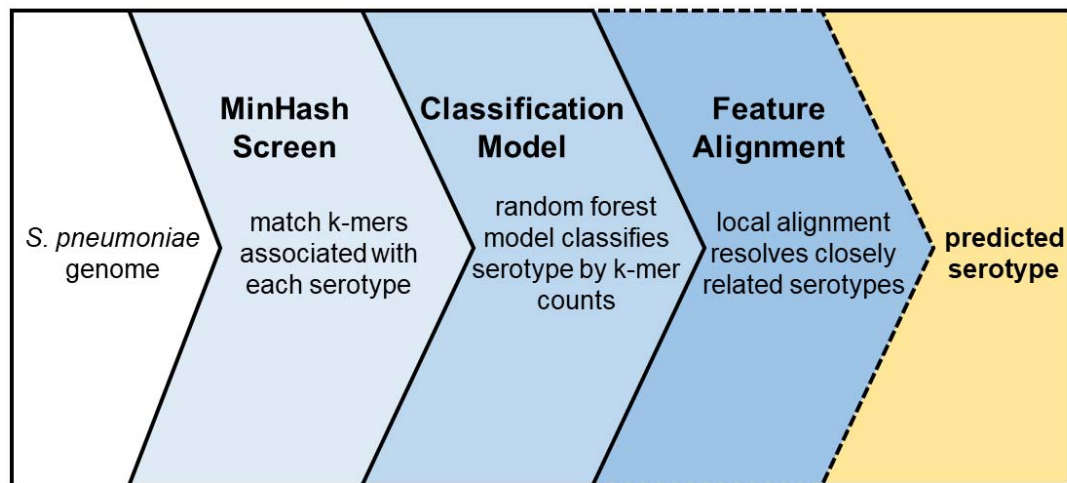 S. pneumoniae
genome
MinHash
Screen
match k-mers
associated with
each serotype
Classification
Model
random forest
model classifies
serotype by k-mer
counts
Feature
Alignment
local alignment
resolves closely
related serotypes
predicted
serotype